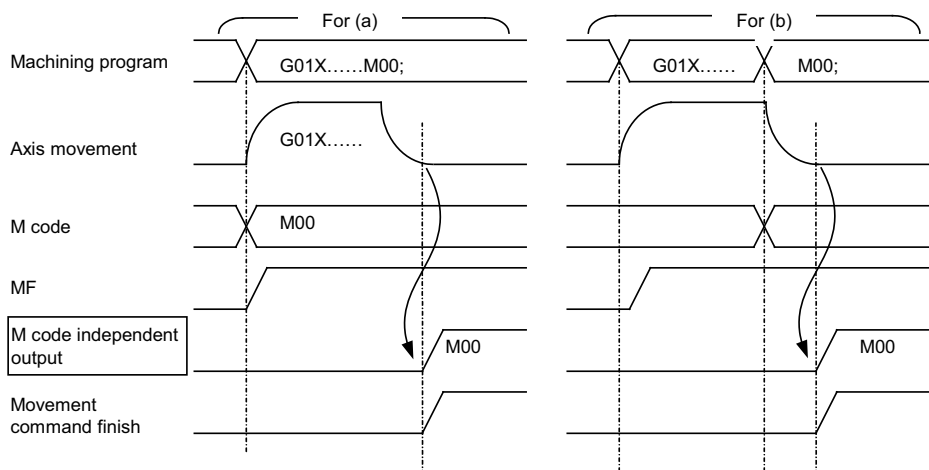 For (a)
For (b)
Machining program
G01X……M00;
G01X……
M00;
Axis movement
G01X……
M code
M00
MF
M code independent
output
M00
M00
Movement
command finish